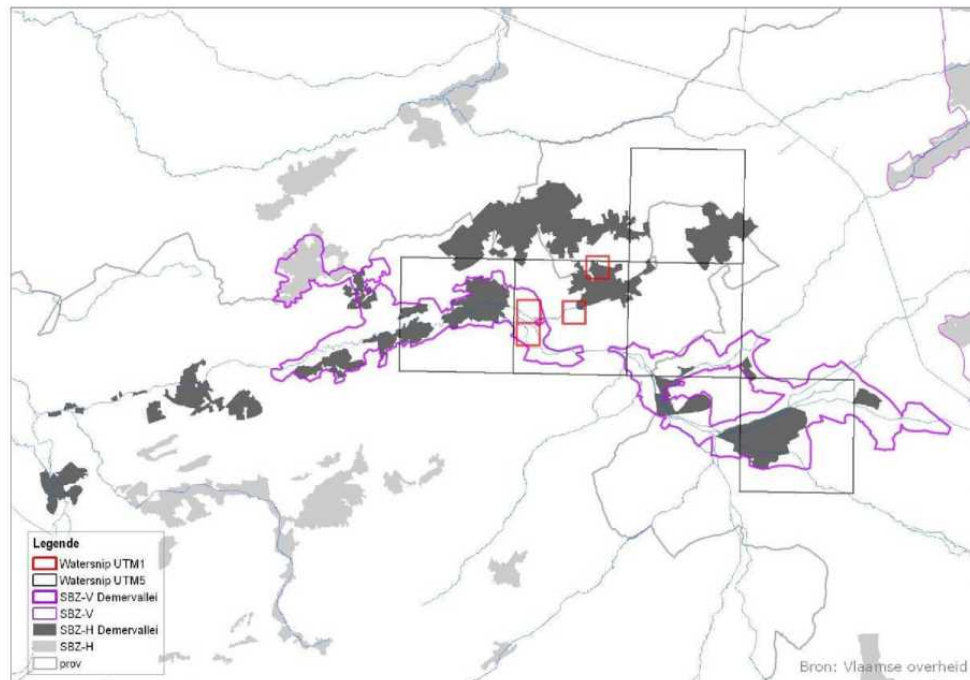 Legende
Watersnip UTM1
Watersnip UTM5
SBZ-V Demervallei
SBZ-V
SBZ-H Demervallei
SBZ-H
prov
Bron: Vlaamse overheid